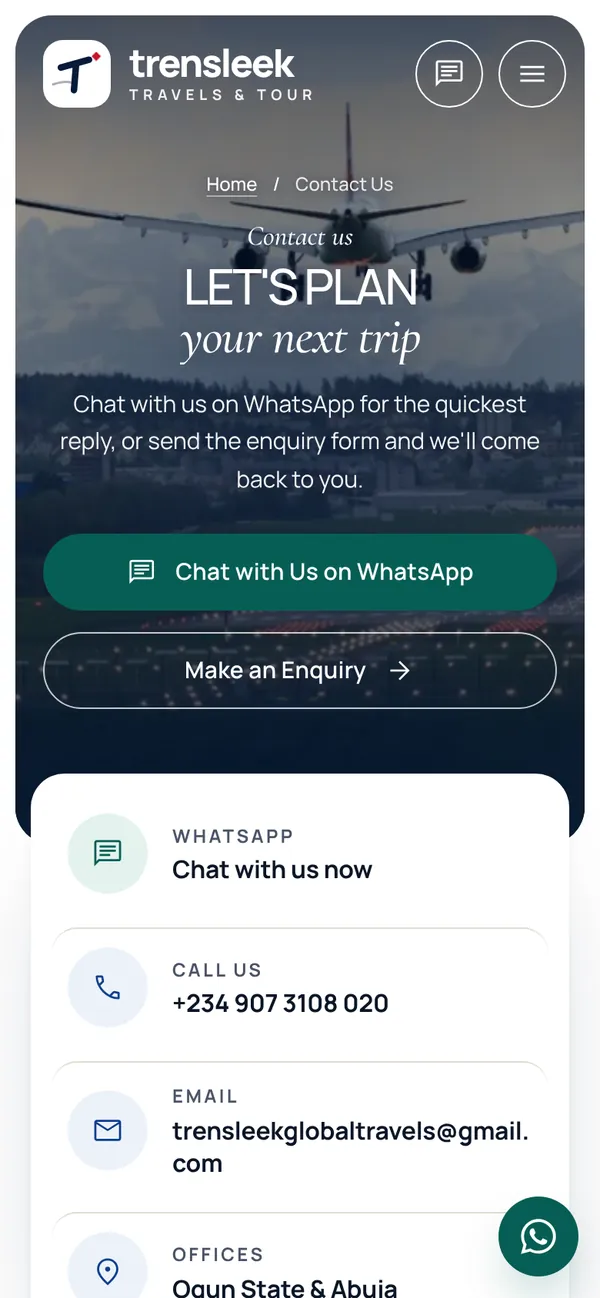 trensleek
TRAVELS & TOUR
Home / Contact Us
Contact us
LET'S PLAN
your next trip
Chat with us on WhatsApp for the quickest
reply, or send the enquiry form and we'll come
back to you.
Chat with Us on WhatsApp
Make an Enquiry →
WHATSAPP
Chat with us now
CALL US
+234 907 3108 020
EMAIL
trensleekglobaltravels@gmail.
com
OFFICES
Ogun State & Abuja